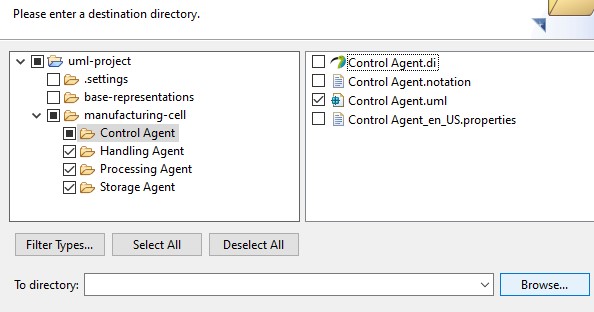 Please enter a destination directory.
uml-project
.settings
base-representations
manufacturing-cell
Control Agent
Handling Agent
Processing Agent
Storage Agent
Control Agent.di
Control Agent.notation
Control Agent.uml
Control Agent_en_US.properties
Filter Types...
Select All
Deselect All
To directory:
Browse...